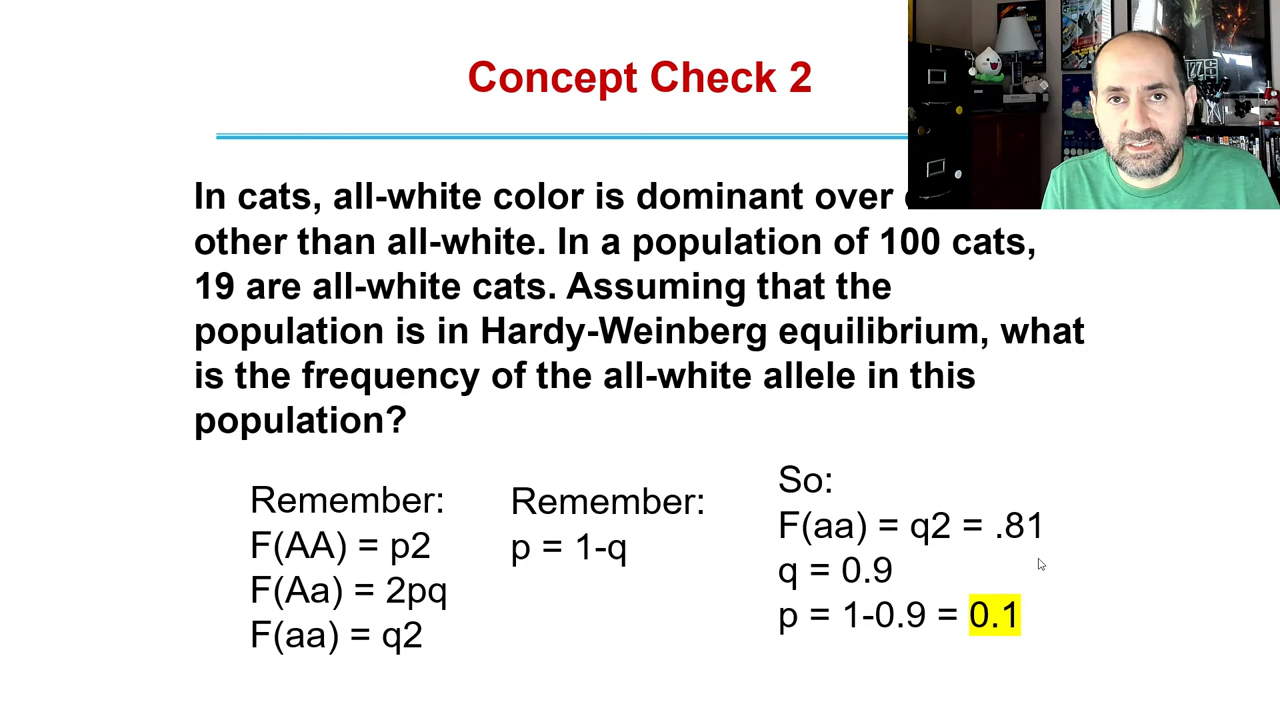 Concept Check 2
In cats, all-white color is dominant over
other than all-white. In a population of 100 cats,
19 are all-white cats. Assuming that the
population is in Hardy-Weinberg equilibrium, what
is the frequency of the all-white allele in this
population?
Remember:
F(AA) = p2
F(Aa) = 2pq
F(aa) = q2
Remember:
p = 1-q
So:
F(aa) = q2 = .81
q = 0.9
p = 1-0.9 = 0.1